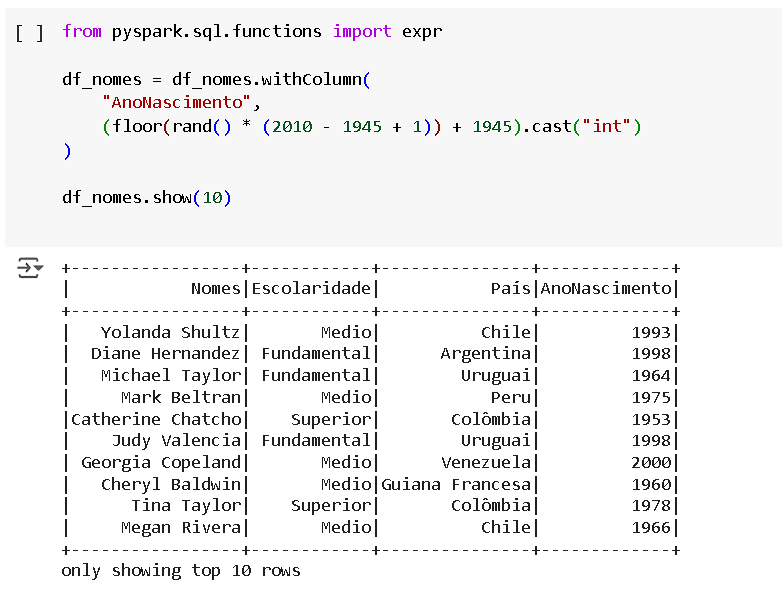 [ ] from pyspark.sql.functions import expr
df_nomes = df_nomes.withColumn(
    "AnoNascimento",
    (floor(rand() * (2010 - 1945 + 1)) + 1945).cast("int")
)
df_nomes.show(10)
+-----------------+------------+---------------+-------------+
|            Nomes|Escolaridade|           País|AnoNascimento|
+-----------------+------------+---------------+-------------+
|   Yolanda Shultz|       Medio|          Chile|         1993|
|  Diane Hernandez| Fundamental|      Argentina|         1998|
|   Michael Taylor| Fundamental|        Uruguai|         1964|
|     Mark Beltran|       Medio|           Peru|         1975|
|Catherine Chatcho|    Superior|       Colômbia|         1953|
|    Judy Valencia| Fundamental|        Uruguai|         1998|
| Georgia Copeland|       Medio|      Venezuela|         2000|
|   Cheryl Baldwin|       Medio|Guiana Francesa|         1960|
|      Tina Taylor|    Superior|       Colômbia|         1978|
|     Megan Rivera|       Medio|          Chile|         1966|
+-----------------+------------+---------------+-------------+
only showing top 10 rows